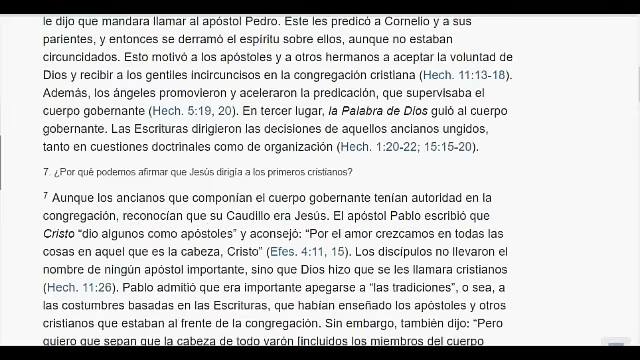 le dijo que mandara llamar al apóstol Pedro. Este les predicó a Cornelio y a sus
parientes, y entonces se derramó el espíritu sobre ellos, aunque no estaban
circuncidados. Esto motivó a los apóstoles y a otros hermanos a aceptar la voluntad de
Dios y recibir a los gentiles incircuncisos en la congregación cristiana (Hech. 11:13-18).
Además, los ángeles promovieron y aceleraron la predicación, que supervisaba el
cuerpo gobernante (Hech. 5:19, 20). En tercer lugar, la Palabra de Dios guió al cuerpo
gobernante. Las Escrituras dirigieron las decisiones de aquellos ancianos ungidos,
tanto en cuestiones doctrinales como de organización (Hech. 1:20-22; 15:15-20).
7. ¿Por qué podemos afirmar que Jesús dirigía a los primeros cristianos?
7 Aunque los ancianos que componían el cuerpo gobernante tenían autoridad en la
congregación, reconocían que su Caudillo era Jesús. El apóstol Pablo escribió que
Cristo “dio algunos como apóstoles” y aconsejó: “Por el amor crezcamos en todas las
cosas en aquel que es la cabeza, Cristo” (Efes. 4:11, 15). Los discípulos no llevaron el
nombre de ningún apóstol importante, sino que Dios hizo que se les llamara cristianos
(Hech. 11:26). Pablo admitió que era importante apegarse a “las tradiciones”, o sea, a
las costumbres basadas en las Escrituras, que habían enseñado los apóstoles y otros
cristianos que estaban al frente de la congregación. Sin embargo, también dijo: “Pero
quiero que sepan que la cabeza de todo varón [incluidos los miembros del cuerpo